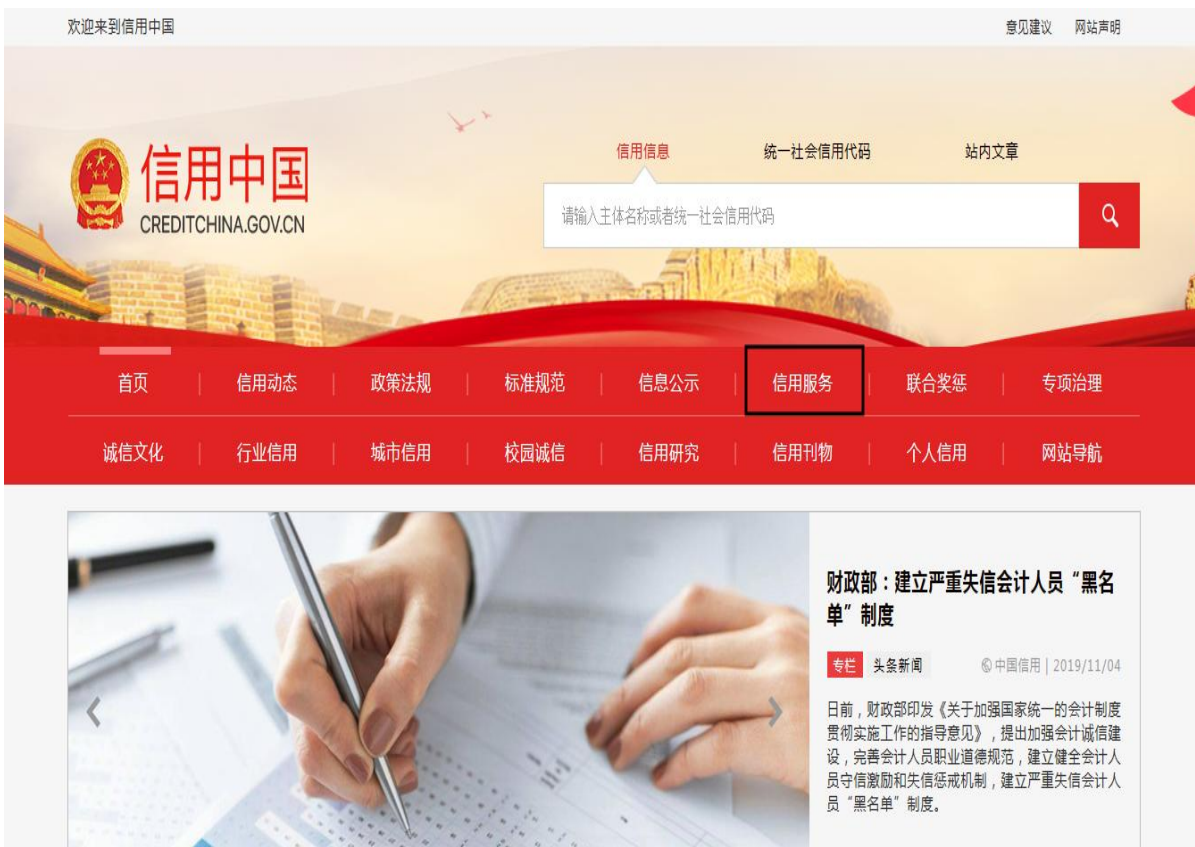 欢迎来到信用中国
意见建议 网站声明
信用信息 统一社会信用代码 站内文章
信用中国
CREDITCHINA.GOV.CN
请输入主体名称或者统一社会信用代码
首页 信用动态 政策法规 标准规范 信息公示 信用服务 联合奖惩 专项治理
诚信文化 行业信用 城市信用 校园诚信 信用研究 信用刊物 个人信用 网站导航
财政部：建立严重失信会计人员“黑名
单”制度
专栏 头条新闻 中国信用 | 2019/11/04
日前，财政部印发《关于加强国家统一的会计制度
贯彻实施工作的指导意见》，提出加强会计诚信建
设，完善会计人员职业道德规范，建立健全会计人
员守信激励和失信惩戒机制，建立严重失信会计人
员“黑名单”制度。